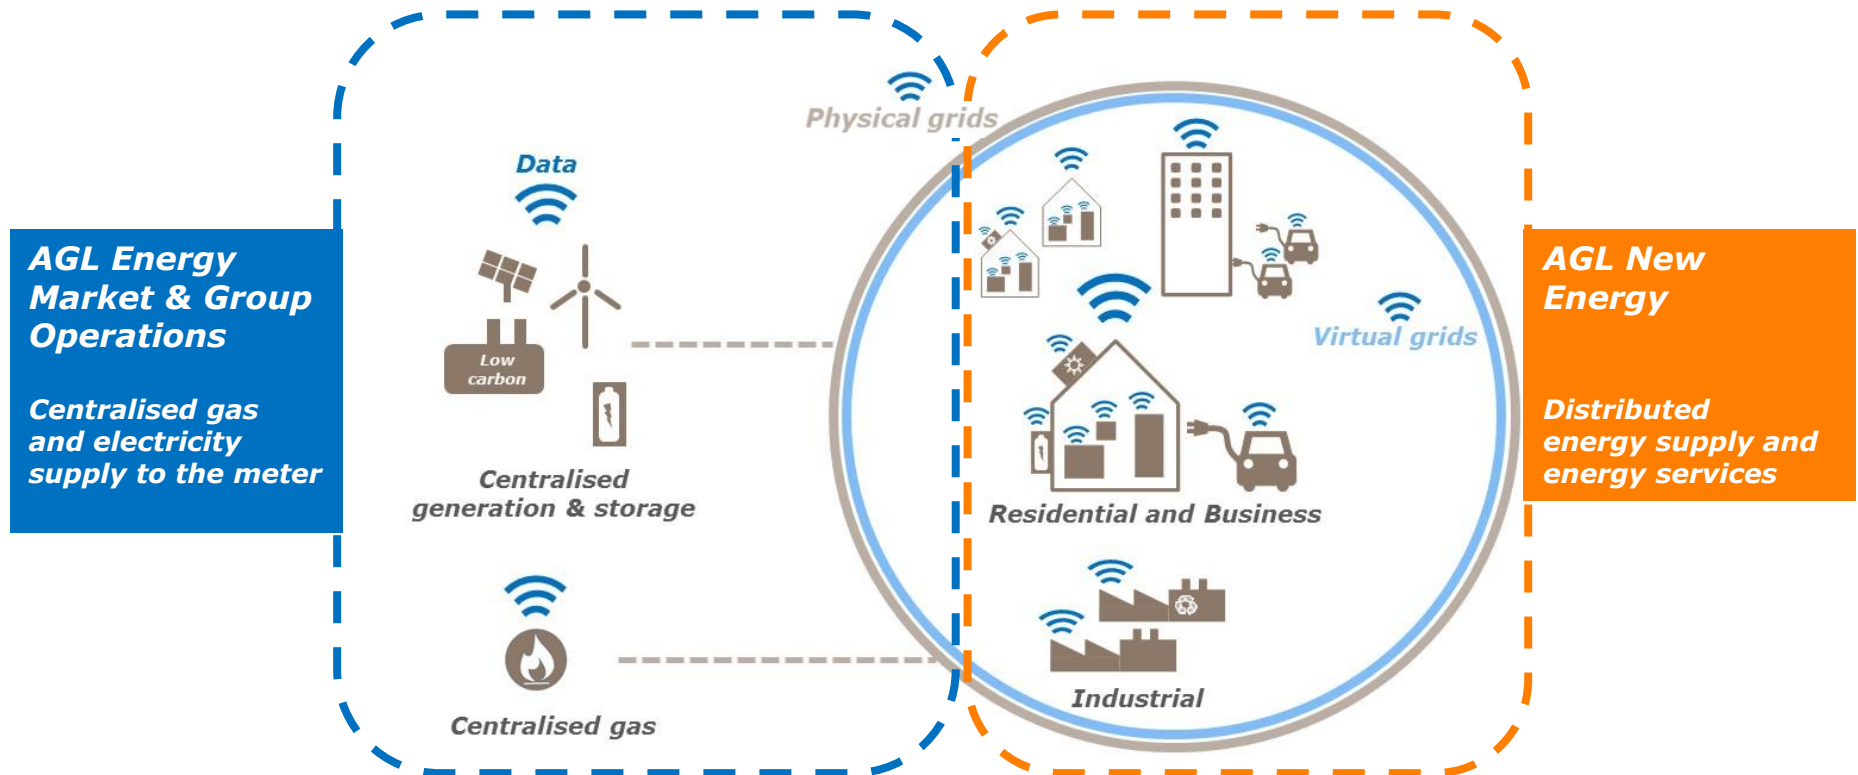 AGL Energy
Market & Group
Operations
Centralised gas
and electricity
supply to the meter
Data
Low
carbon
Centralised
generation & storage
Centralised gas
Physical grids
Virtual grids
Residential and Business
Industrial
AGL New
Energy
Distributed
energy supply and
energy services